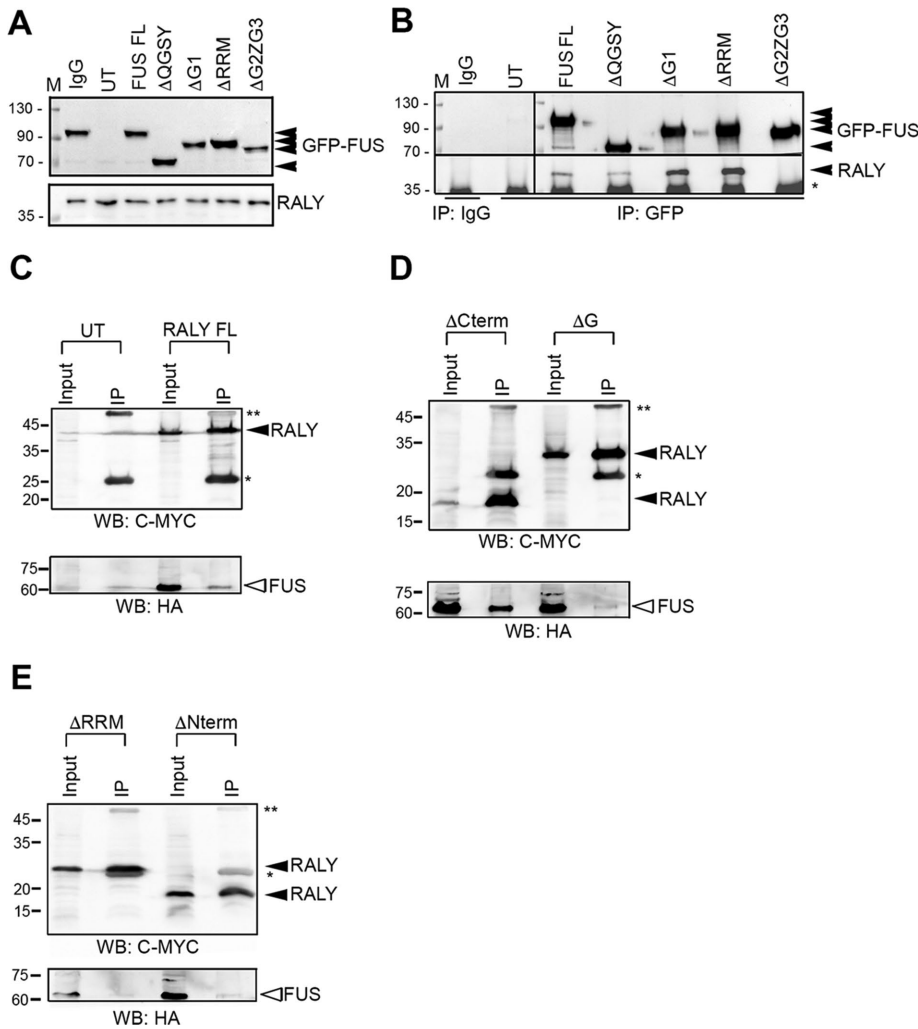 A
M IgG UT FUS FL ΔQGSY ΔG1 ΔRRM ΔG2ZG3
130 -
90 -
70 -
GFP-FUS
35 -
RALY
B
M IgG UT FUS FL ΔQGSY ΔG1 ΔRRM ΔG2ZG3
130 -
90 -
70 -
GFP-FUS
RALY
35 -
*
IP: IgG IP: GFP
C
UT RALY FL
Input IP Input IP
**
45
RALY
35
25
*
20
WB: C-MYC
75
60
FUS
WB: HA
D
ΔCterm ΔG
Input IP Input IP
45
**
35
RALY
*
20
RALY
15
WB: C-MYC
75
60
FUS
WB: HA
E
ΔRRM ΔNterm
Input IP Input IP
**
45
35
RALY
*
20
RALY
15
WB: C-MYC
75
60
FUS
WB: HA